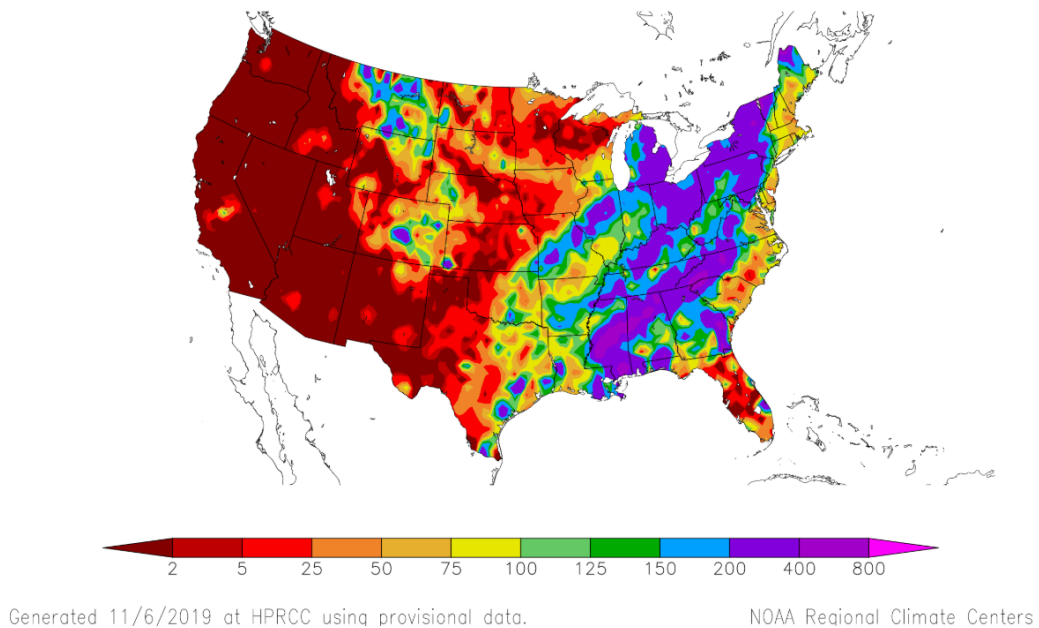 2 5 25 50 75 100 125 150 200 400 800
Generated 11/6/2019 at HPRCC using provisional data. NOAA Regional Climate Centers